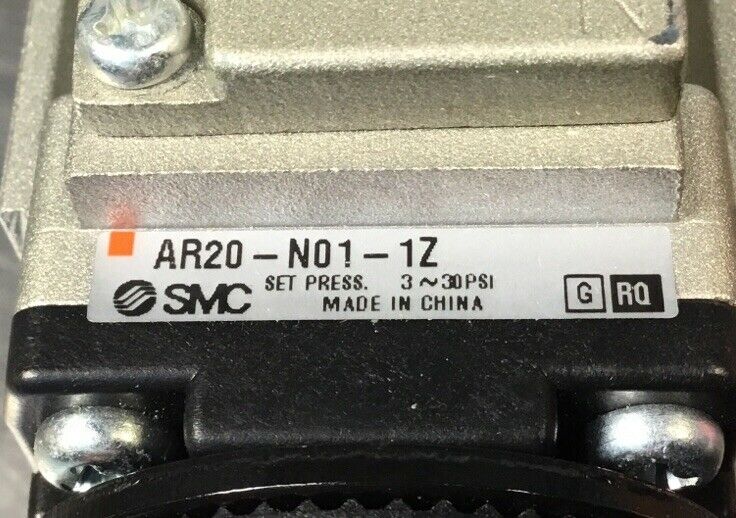 AR20-N01-1Z
SET PRESS. 3~30PSI
SMC
MADE IN CHINA
G RQ